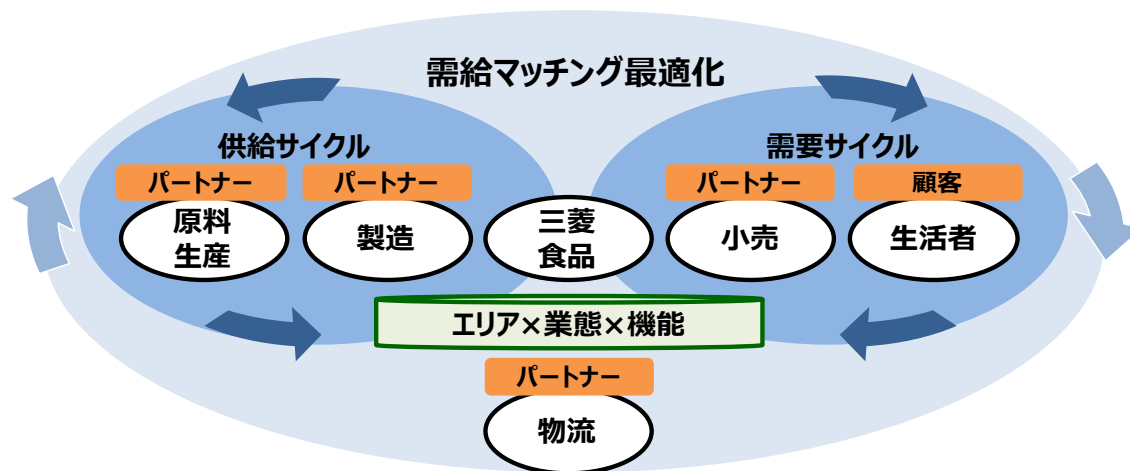 需給マッチング最適化
供給サイクル
需要サイクル
パートナー
パートナー
パートナー
顧客
原料
生産
製造
三菱
食品
小売
生活者
エリア×業態×機能
パートナー
物流